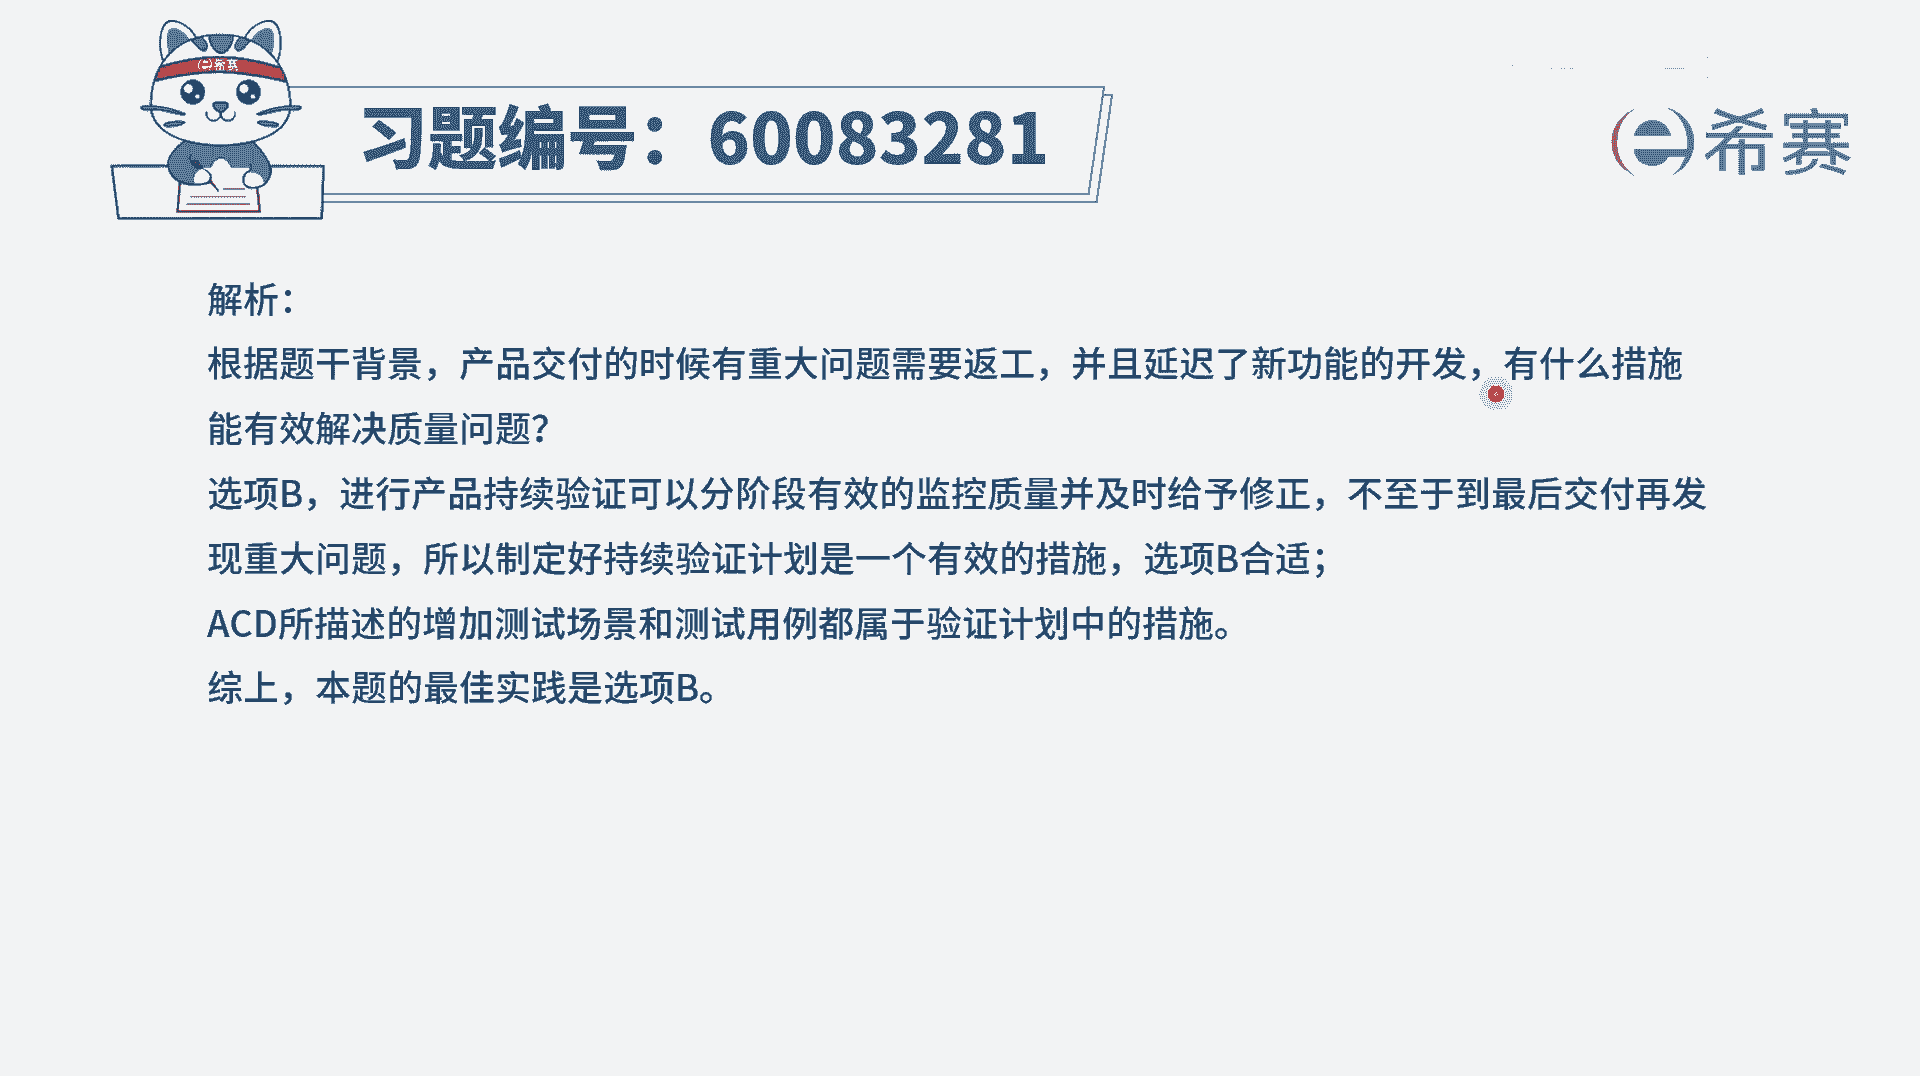 e希赛
习题编号：60083281
e希赛
解析：
根据题干背景，产品交付的时候有重大问题需要返工，并且延迟了新功能的开发，有什么措施
能有效解决质量问题？
选项B，进行产品持续验证可以分阶段有效的监控质量并及时给予修正，不至于到最后交付再发
现重大问题，所以制定好持续验证计划是一个有效的措施，选项B合适；
ACD所描述的增加测试场景和测试用例都属于验证计划中的措施。
综上，本题的最佳实践是选项B。